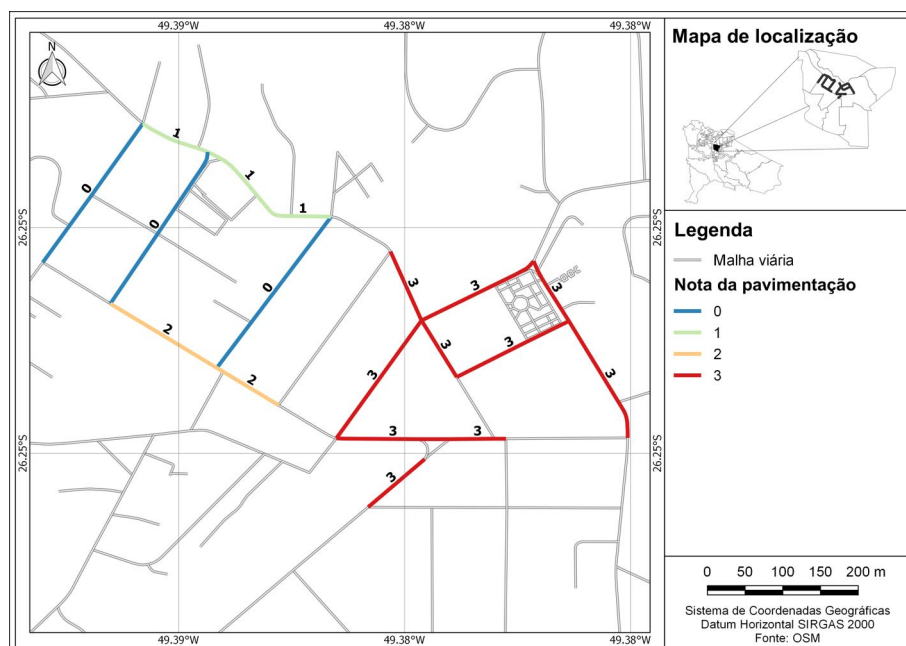 49.39°W
49.38°W
49.38°W
N
1
1
1
0
0
0
2
2
3
3
3
3
3
3
3
3
3
3
26.25°S
26.25°S
26.25°S
26.25°S
49.39°W
49.38°W
49.38°W
Mapa de localização
Legenda
Malha viária
Nota da pavimentação
0
1
2
3
0 50 100 150 200 m
Sistema de Coordenadas Geográficas
Datum Horizontal SIRGAS 2000
Fonte: OSM